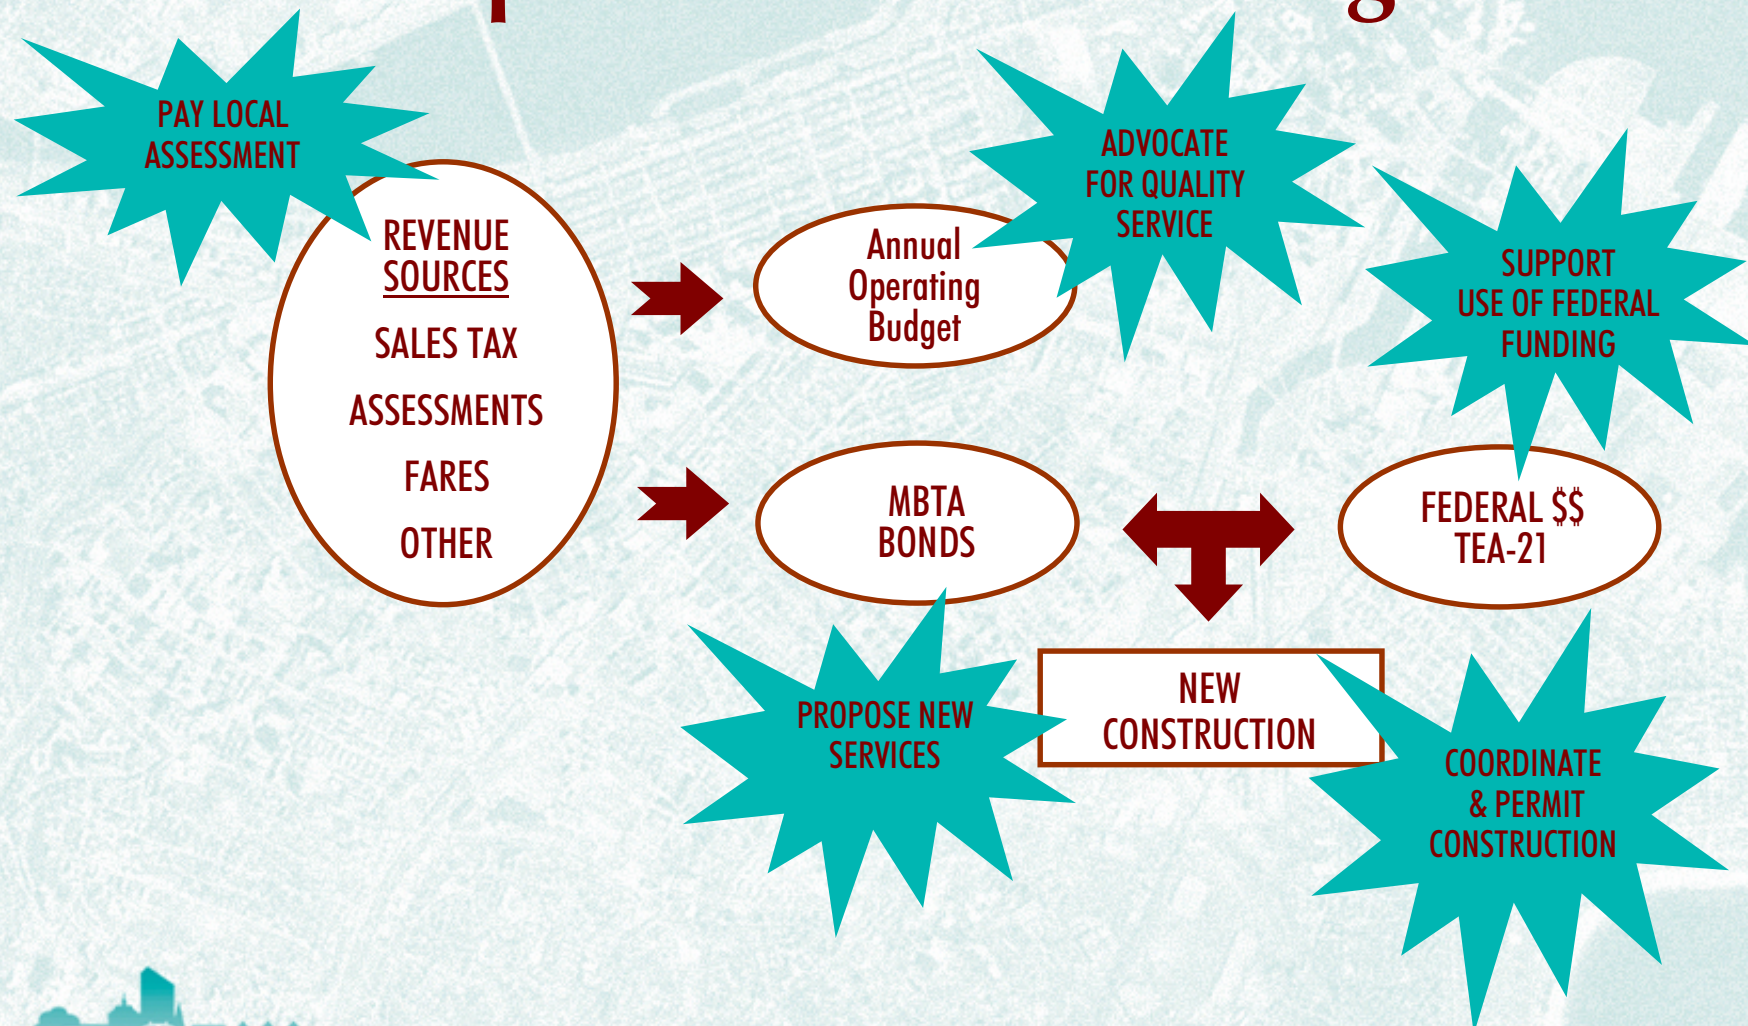 PAY LOCAL
ASSESSMENT
REVENUE
SOURCES
SALES TAX
ASSESSMENTS
FARES
OTHER
Annual
Operating
Budget
ADVOCATE
FOR QUALITY
SERVICE
SUPPORT
USE OF FEDERAL
FUNDING
MBTA
BONDS
FEDERAL $$
TEA-21
PROPOSE NEW
SERVICES
NEW
CONSTRUCTION
COORDINATE
& PERMIT
CONSTRUCTION